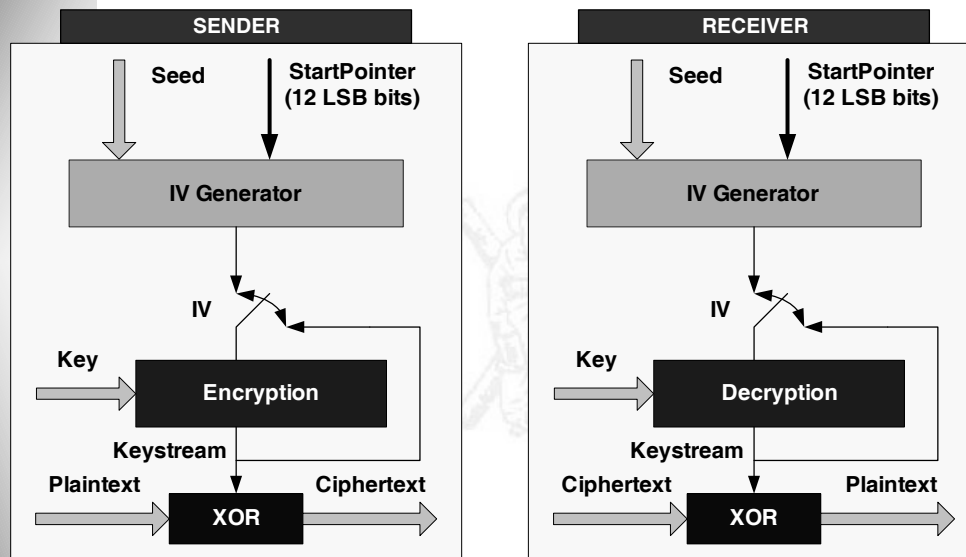 SENDER
Seed
StartPointer
(12 LSB bits)
IV Generator
IV
Key
Encryption
Keystream
Plaintext
Ciphertext
XOR
RECEIVER
Seed
StartPointer
(12 LSB bits)
IV Generator
IV
Key
Decryption
Keystream
Ciphertext
Plaintext
XOR